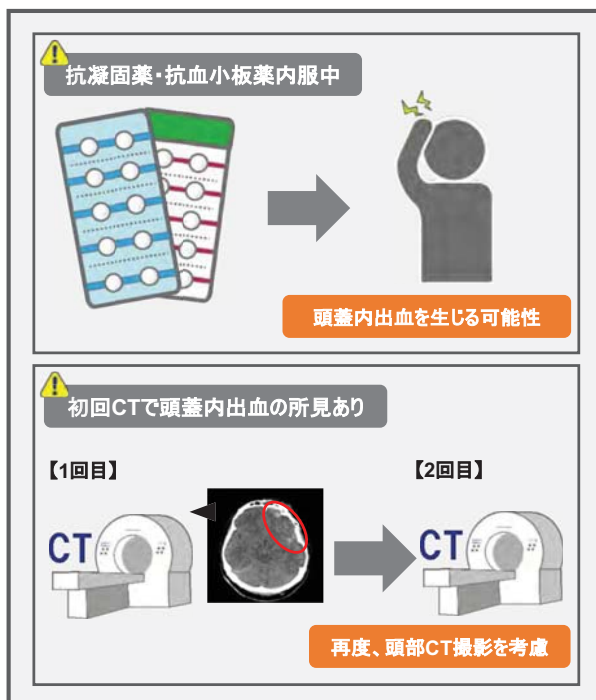 抗凝固薬・抗血小板薬内服中
頭蓋内出血を生じる可能性
初回CTで頭蓋内出血の所見あり
【1回目】
【2回目】
CT
CT
再度、頭部CT撮影を考慮